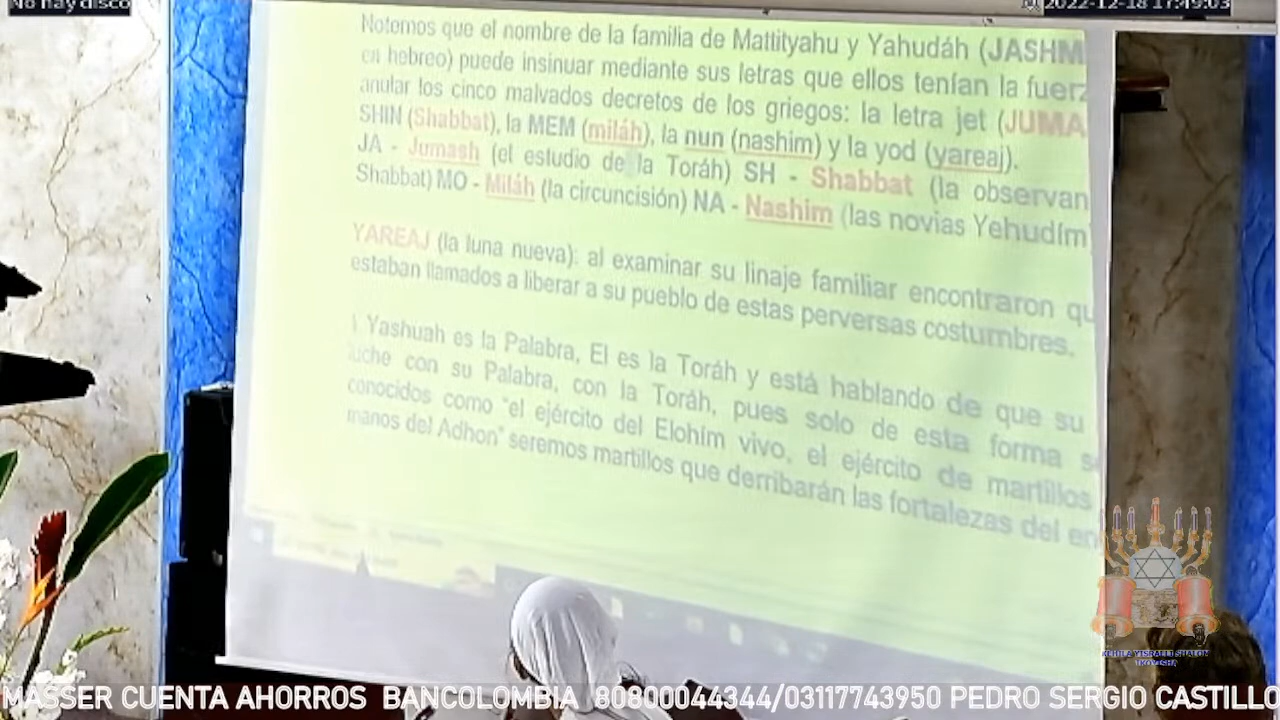 No hay disco
2022-12-18 17:49:03
Notemos que el nombre de la familia de Mattityahu y Yahudáh (JASHM
en hebreo) puede insinuar mediante sus letras que ellos tenían la fuerz
anular los cinco malvados decretos de los griegos: la letra jet (JUMA
SHIN (Shabbat), la MEM (miláh), la nun (nashim) y la yod (yareaj).
JA - Jumash (el estudio de la Toráh) SH - Shabbat (la observan
Shabbat) MO - Miláh (la circuncisión) NA - Nashim (las novias Yehudím
YAREAJ (la luna nueva): al examinar su linaje familiar encontraron qu
estaban llamados a liberar a su pueblo de estas perversas costumbres.
Yashuah es la Palabra, El es la Toráh y está hablando de que su
uche con su Palabra, con la Toráh, pues solo de esta forma s
conocidos como "el ejército del Elohím vivo, el ejército de martillos
manos del Adhon" seremos martillos que derribarán las fortalezas del en
KEHILA YISRAELI SHALOM
MASSER CUENTA AHORROS BANCOLOMBIA 80800044344/03117743950 PEDRO SERGIO CASTILLO